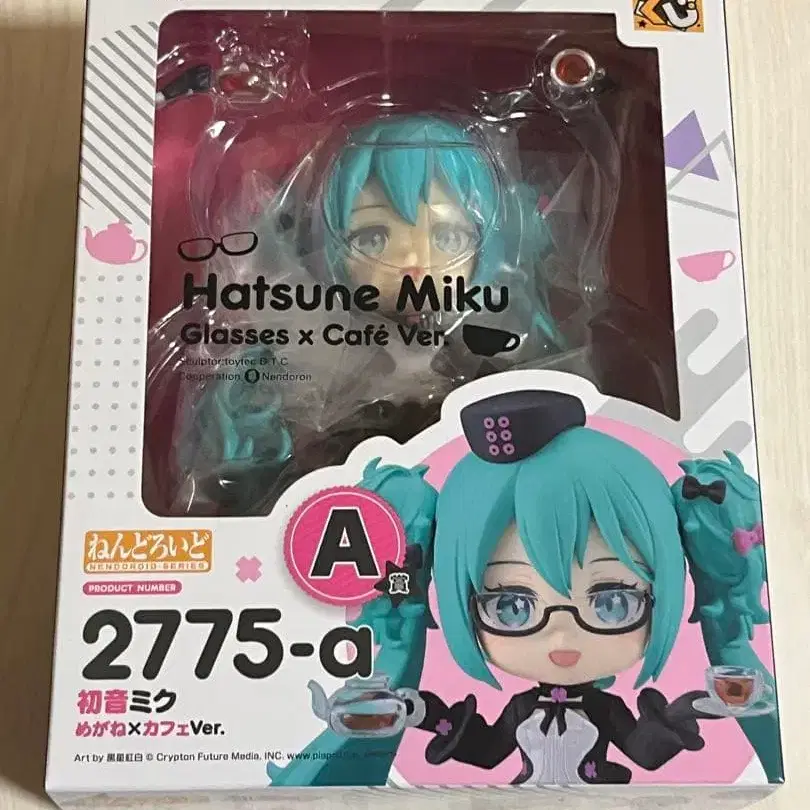 Hatsune Miku
Glasses x Café Ver.
Sculptor:toytec D.T.C
Cooperation Nendoron
A
賞
ねんどろいど
NENDOROID SERIES
PRODUCT NUMBER
2775-a
初音ミク
めがね×カフェVer.
Art by 黒星紅白 © Crypton Future Media, INC. www.piapro